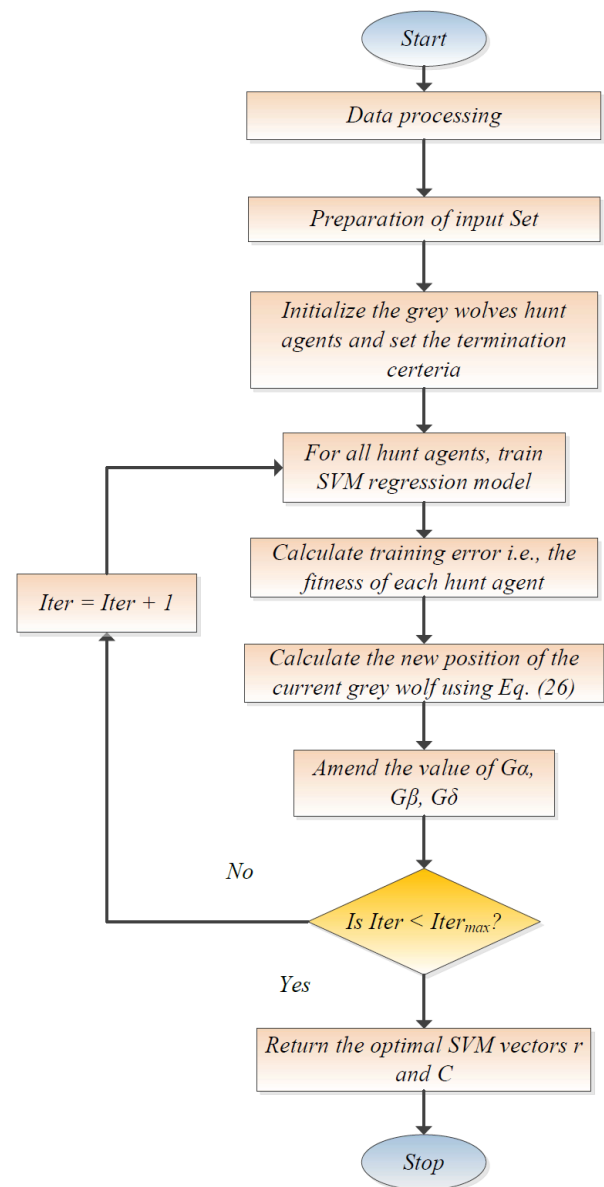 Start
Data processing
Preparation of input Set
Initialize the grey wolves hunt
agents and set the termination
certeria
For all hunt agents, train
SVM regression model
Calculate training error i.e., the
fitness of each hunt agent
Iter = Iter + 1
Calculate the new position of the
current grey wolf using Eq. (26)
Amend the value of Gα,
Gβ, Gδ
No
Is Iter < Iter_max?
Yes
Return the optimal SVM vectors r
and C
Stop